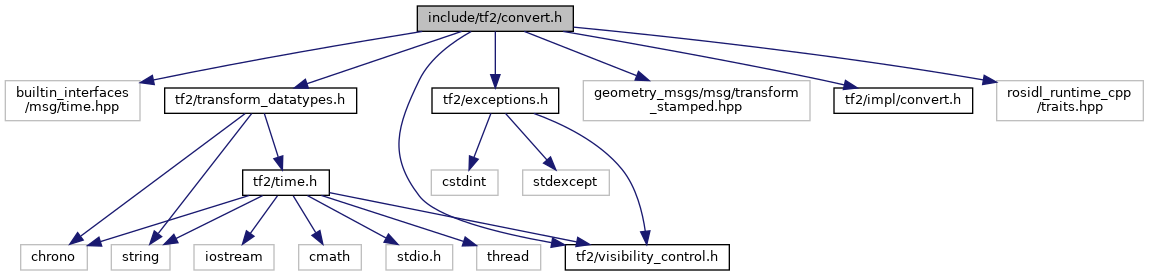 include/tf2/convert.h
builtin_interfaces
/msg/time.hpp
tf2/transform_datatypes.h
tf2/exceptions.h
geometry_msgs/msg/transform
_stamped.hpp
tf2/impl/convert.h
rosidl_runtime_cpp
/traits.hpp
tf2/time.h
cstdint
stdexcept
chrono
string
iostream
cmath
stdio.h
thread
tf2/visibility_control.h